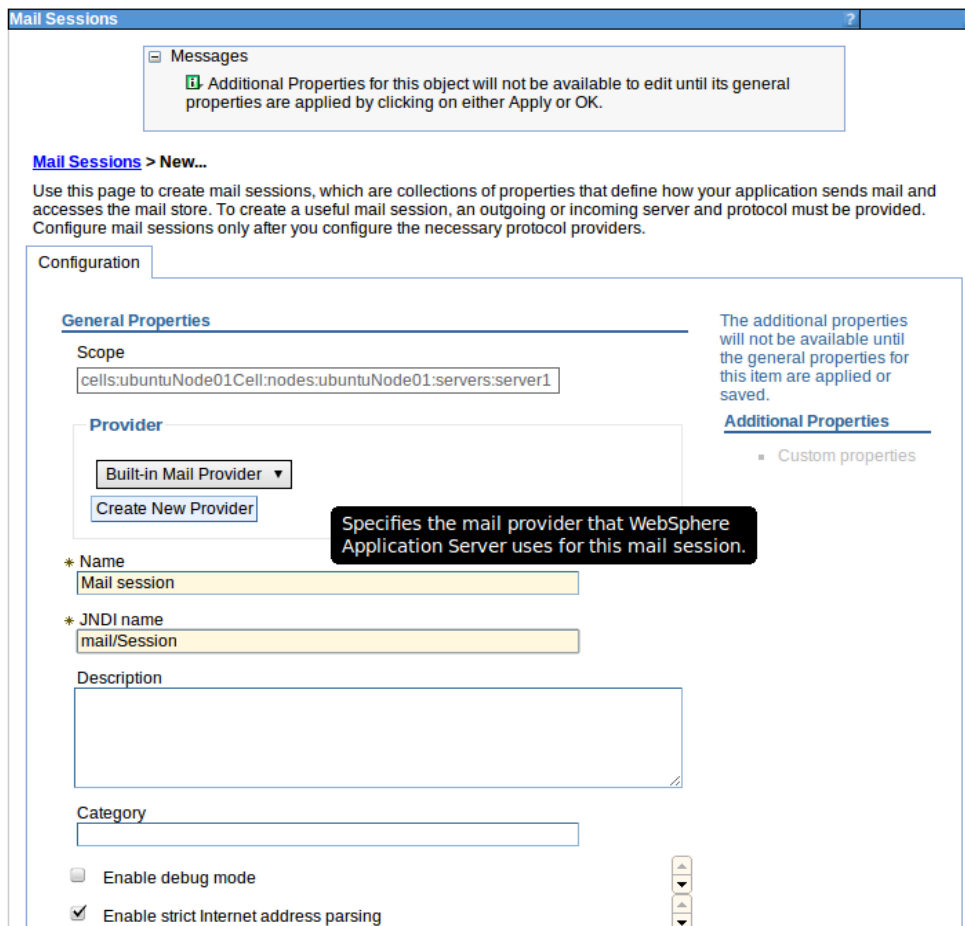 Mail Sessions ?
Messages
Additional Properties for this object will not be available to edit until its general
properties are applied by clicking on either Apply or OK.
Mail Sessions > New...
Use this page to create mail sessions, which are collections of properties that define how your application sends mail and
accesses the mail store. To create a useful mail session, an outgoing or incoming server and protocol must be provided.
Configure mail sessions only after you configure the necessary protocol providers.
Configuration
General Properties
Scope
cells:ubuntuNode01Cell:nodes:ubuntuNode01:servers:server1
Provider
Built-in Mail Provider
Create New Provider
Specifies the mail provider that WebSphere
Application Server uses for this mail session.
* Name
Mail session
* JNDI name
mail/Session
Description
Category
Enable debug mode
Enable strict Internet address parsing
The additional properties
will not be available until
the general properties for
this item are applied or
saved.
Additional Properties
Custom properties